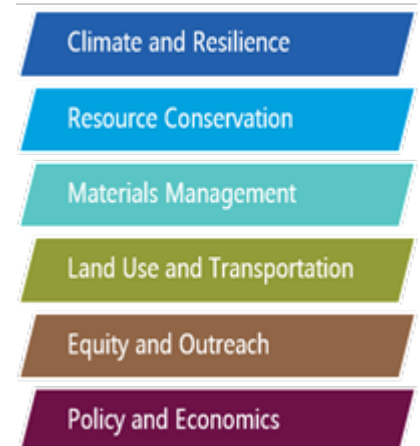 Climate and Resilience
Resource Conservation
Materials Management
Land Use and Transportation
Equity and Outreach
Policy and Economics